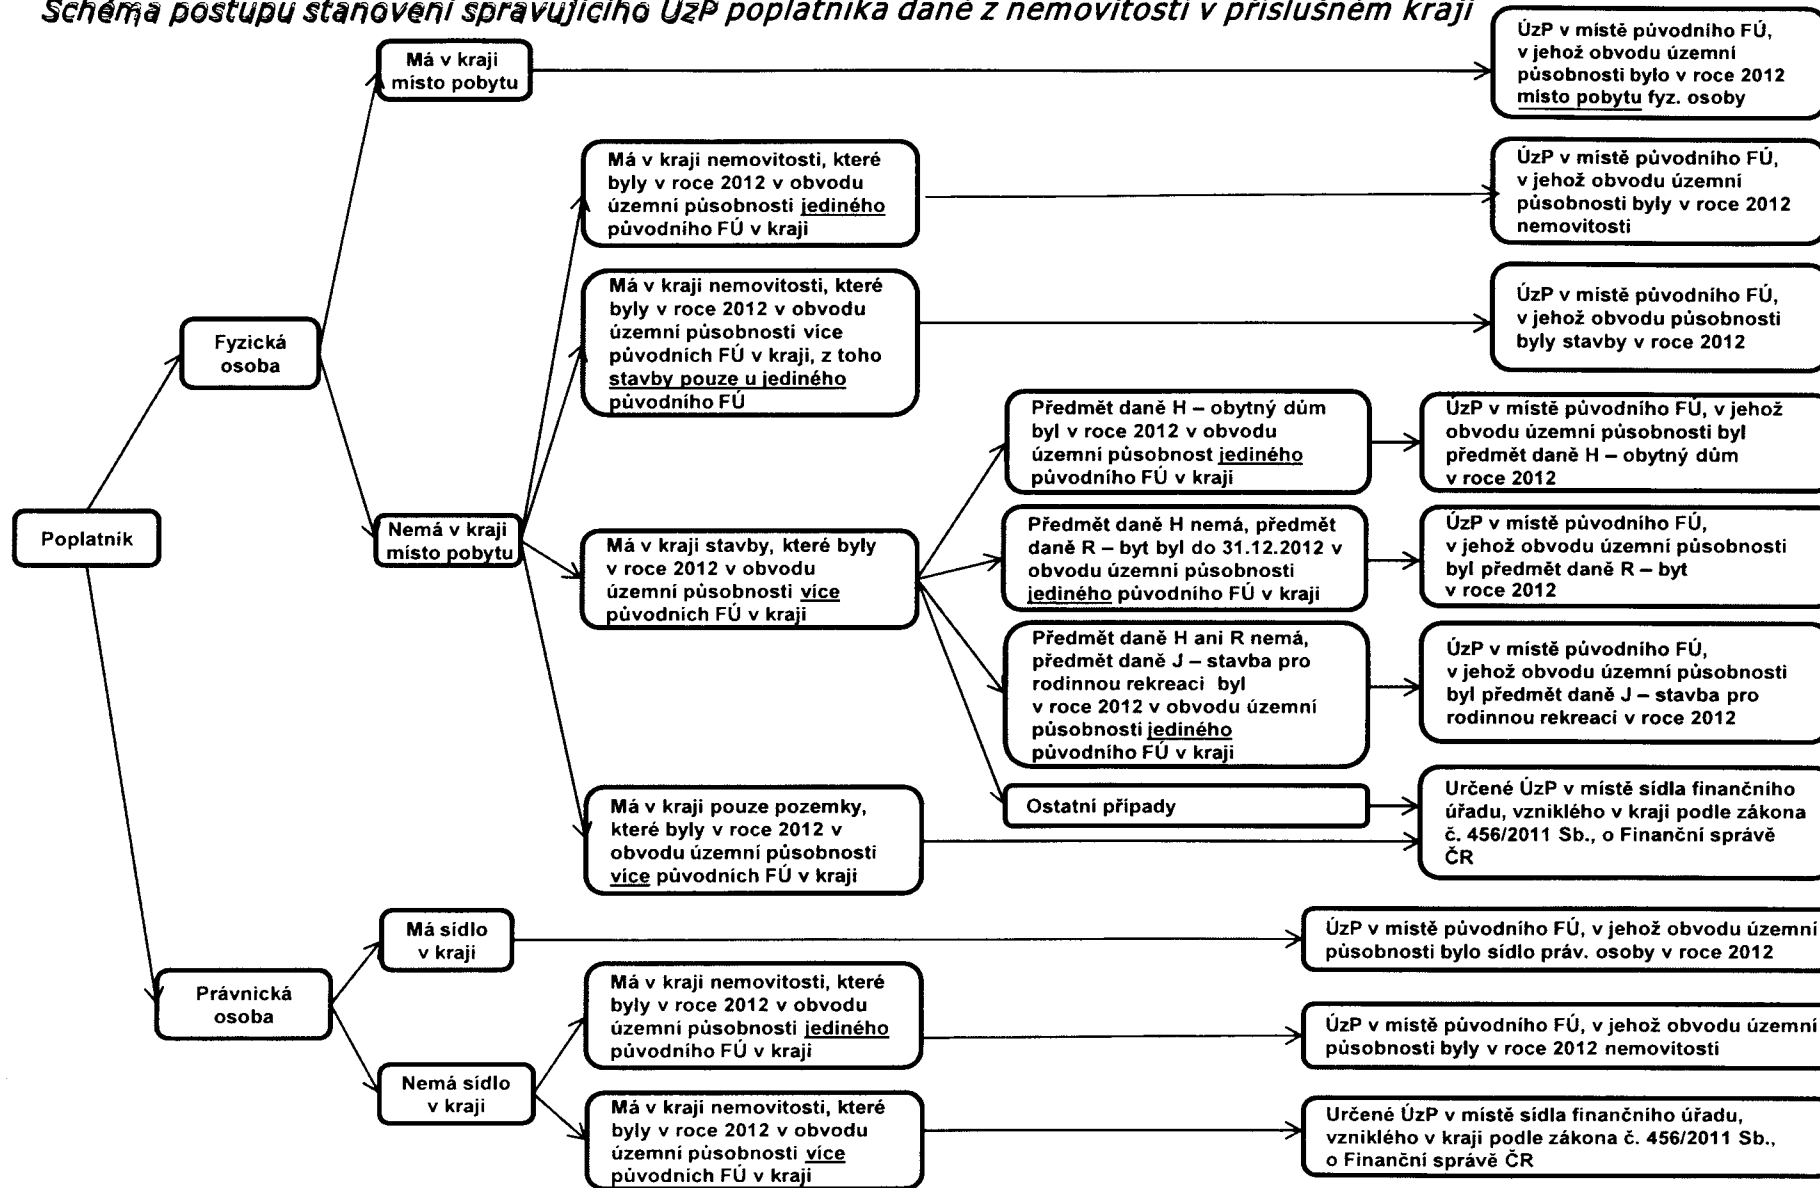 Schéma postupu stanovení spravujícího ÚzP poplatníka daně z nemovitostí v příslušném kraji
Má v kraji
místo pobytu
ÚzP v místě původního FÚ,
v jehož obvodu územní
působnosti bylo v roce 2012
místo pobytu fyz. osoby
Má v kraji nemovitosti, které
byly v roce 2012 v obvodu
územní působnosti jediného
původního FÚ v kraji
ÚzP v místě původního FÚ,
v jehož obvodu územní
působnosti byly v roce 2012
nemovitosti
Má v kraji nemovitosti, které
byly v roce 2012 v obvodu
územní působnosti více
původních FÚ v kraji, z toho
stavby pouze u jediného
původního FÚ
ÚzP v místě původního FÚ,
v jehož obvodu působnosti
byly stavby v roce 2012
Fyzická
osoba
Předmět daně H – obytný dům
byl v roce 2012 v obvodu
územní působnost jediného
původního FÚ v kraji
ÚzP v místě původního FÚ, v jehož
obvodu územní působnosti byl
předmět daně H – obytný dům
v roce 2012
Poplatník
Nemá v kraji
místo pobytu
Má v kraji stavby, které byly
v roce 2012 v obvodu
územní působnosti více
původních FÚ v kraji
Předmět daně H nemá, předmět
daně R – byt byl do 31.12.2012 v
obvodu územní působnosti
jediného původního FÚ v kraji
ÚzP v místě původního FÚ,
v jehož obvodu územní působnosti
byl předmět daně R – byt
v roce 2012
Předmět daně H ani R nemá,
předmět daně J – stavba pro
rodinnou rekreaci byl
v roce 2012 v obvodu územní
působnosti jediného
původního FÚ v kraji
ÚzP v místě původního FÚ,
v jehož obvodu územní působnosti
byl předmět daně J – stavba pro
rodinnou rekreaci v roce 2012
Ostatní případy
Určené ÚzP v místě sídla finančního
úřadu, vzniklého v kraji podle zákona
č. 456/2011 Sb., o Finanční správě
ČR
Má v kraji pouze pozemky,
které byly v roce 2012 v
obvodu územní působnosti
více původních FÚ v kraji
Má sídlo
v kraji
ÚzP v místě původního FÚ, v jehož obvodu územní
působnosti bylo sídlo práv. osoby v roce 2012
Právnická
osoba
Má v kraji nemovitosti, které
byly v roce 2012 v obvodu
územní působnosti jediného
původního FÚ v kraji
ÚzP v místě původního FÚ, v jehož obvodu územní
působnosti byly v roce 2012 nemovitosti
Nemá sídlo
v kraji
Má v kraji nemovitosti, které
byly v roce 2012 v obvodu
územní působnosti více
původních FÚ v kraji
Určené ÚzP v místě sídla finančního úřadu,
vzniklého v kraji podle zákona č. 456/2011 Sb.,
o Finanční správě ČR